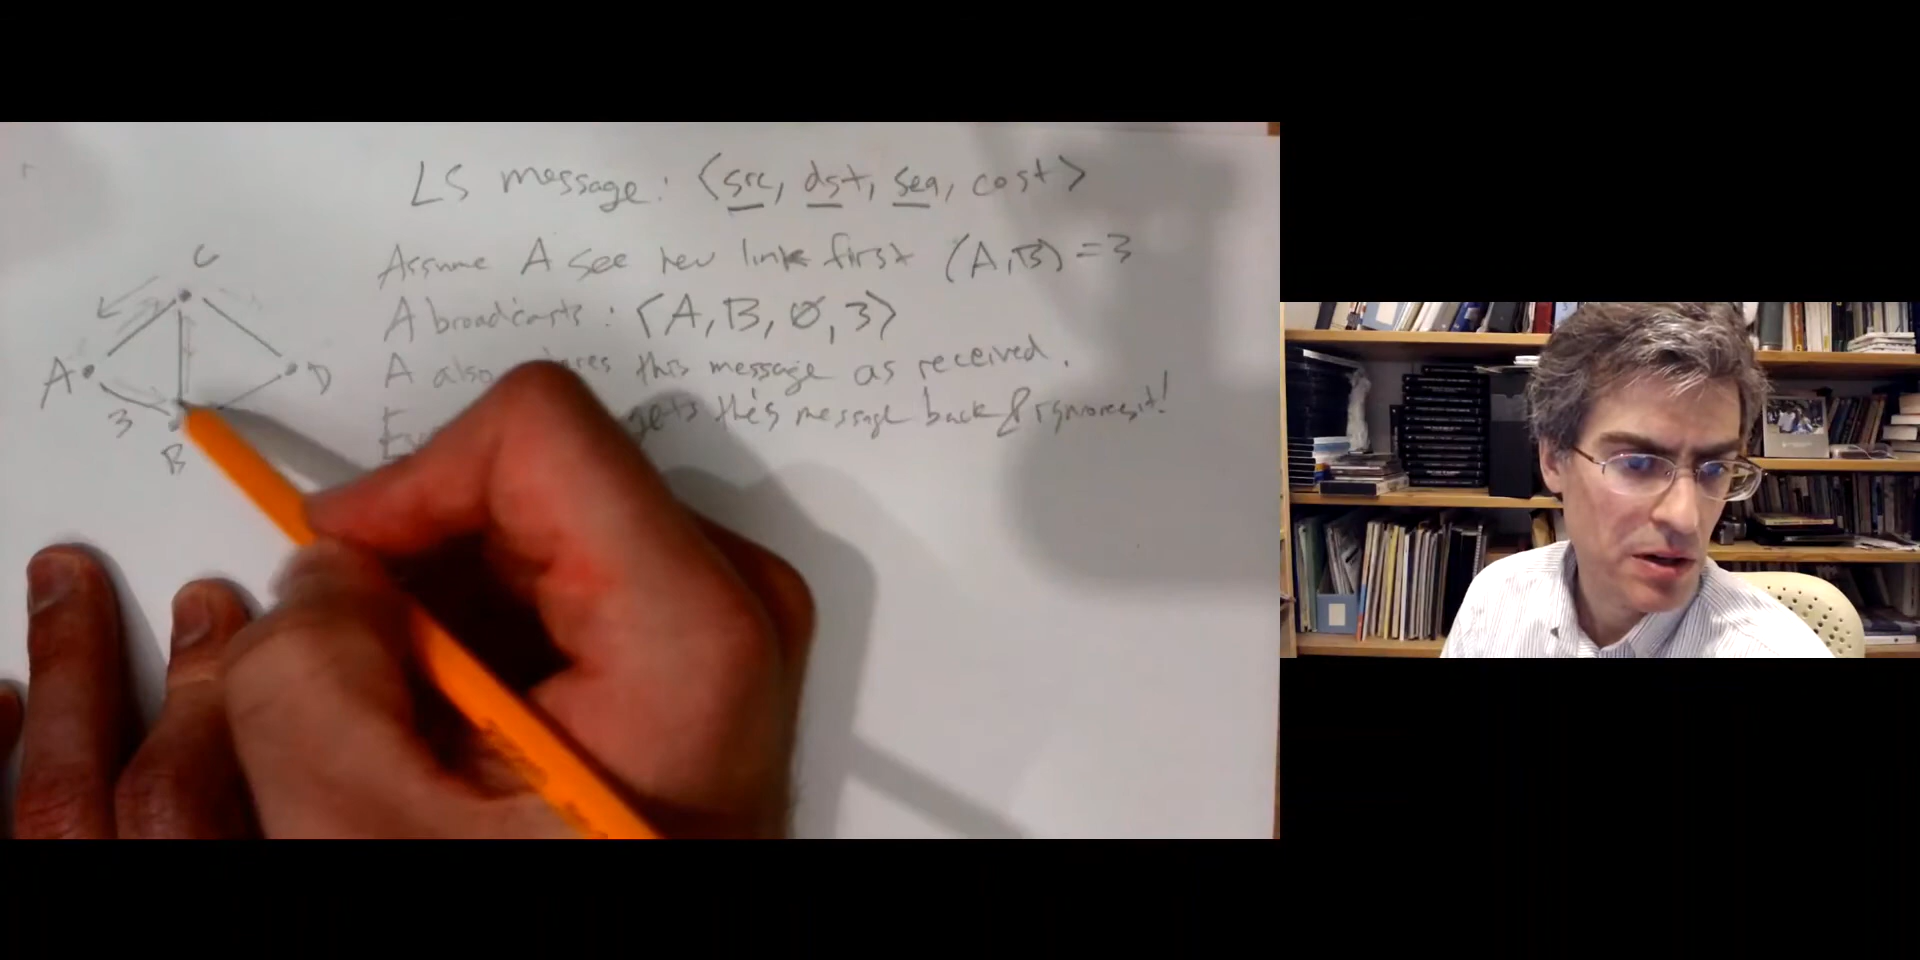 LS message: <src, dst, seq, cost>
Assume A see new link first (A,B) = 3
A broadcasts: <A, B, Ø, 3>
A also this message as received.
gets this message back & ignores it!
C
A
D
3
B